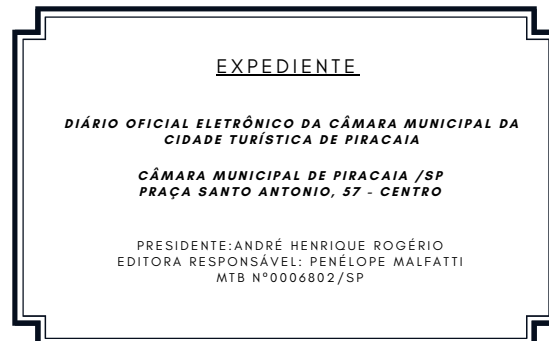 EXPEDIENTE
DIÁRIO OFICIAL ELETRÔNICO DA CÂMARA MUNICIPAL DA
CIDADE TURÍSTICA DE PIRACAIA
CÂMARA MUNICIPAL DE PIRACAIA /SP
PRAÇA SANTO ANTONIO, 57 - CENTRO
PRESIDENTE:ANDRÉ HENRIQUE ROGÉRIO
EDITORA RESPONSÁVEL: PENÉLOPE MALFATTI
MTB Nº0006802/SP